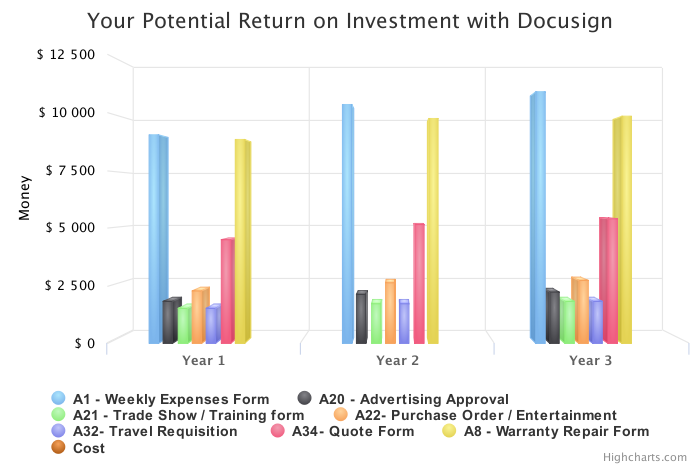 Your Potential Return on Investment with Docusign
$ 12 500
$ 10 000
$ 7 500
$ 5 000
$ 2 500
$ 0
Money
Year 1 Year 2 Year 3
A1 - Weekly Expenses Form A20 - Advertising Approval
A21 - Trade Show / Training form A22- Purchase Order / Entertainment
A32- Travel Requisition A34- Quote Form A8 - Warranty Repair Form
Cost
Highcharts.com